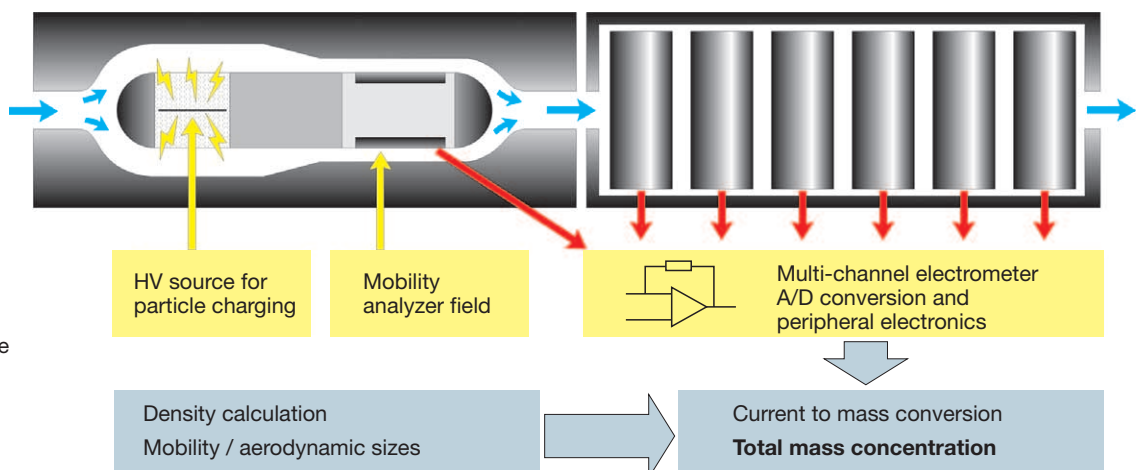 HV source for
particle charging
Mobility
analyzer field
Multi-channel electrometer
A/D conversion and
peripheral electronics
e
Density calculation
Mobility / aerodynamic sizes
Current to mass conversion
Total mass concentration